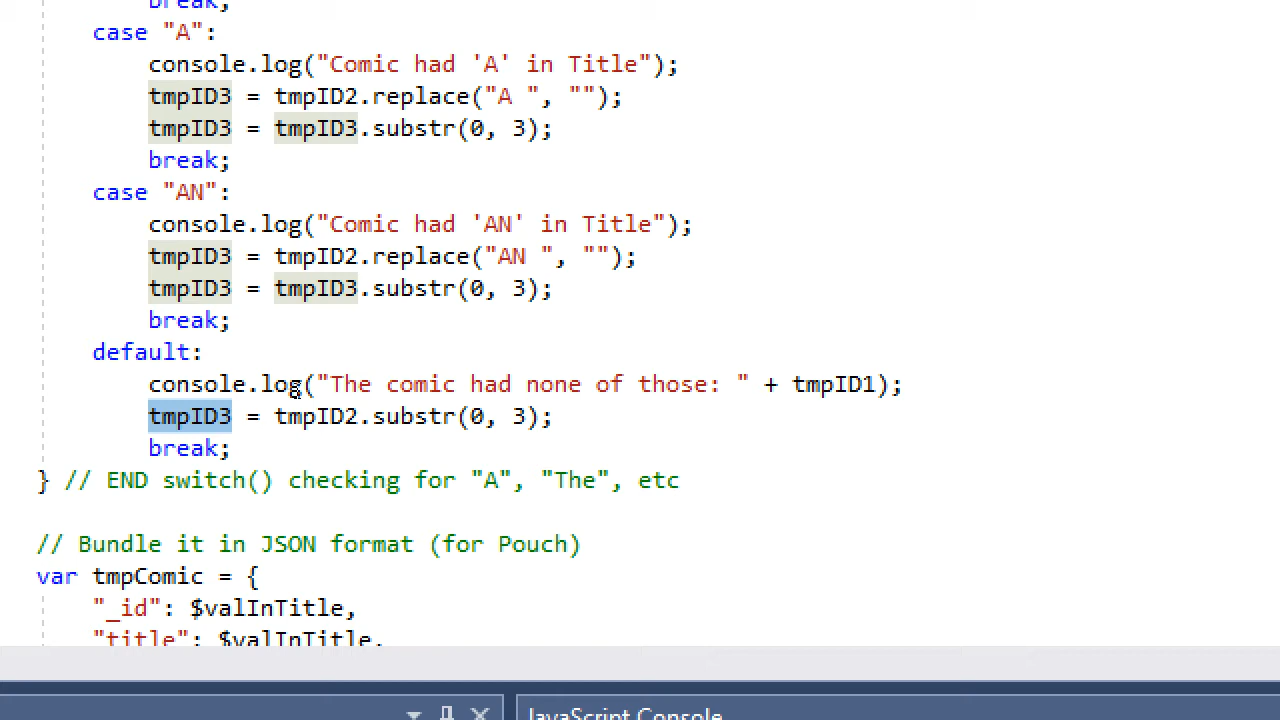 break;
case "A":
console.log("Comic had 'A' in Title");
tmpID3 = tmpID2.replace("A ", "");
tmpID3 = tmpID3.substr(0, 3);
break;
case "AN":
console.log("Comic had 'AN' in Title");
tmpID3 = tmpID2.replace("AN ", "");
tmpID3 = tmpID3.substr(0, 3);
break;
default:
console.log("The comic had none of those: " + tmpID1);
tmpID3 = tmpID2.substr(0, 3);
break;
} // END switch() checking for "A", "The", etc
// Bundle it in JSON format (for Pouch)
var tmpComic = {
"_id": $valInTitle,
"title": $valInTitle,
JavaScript Console